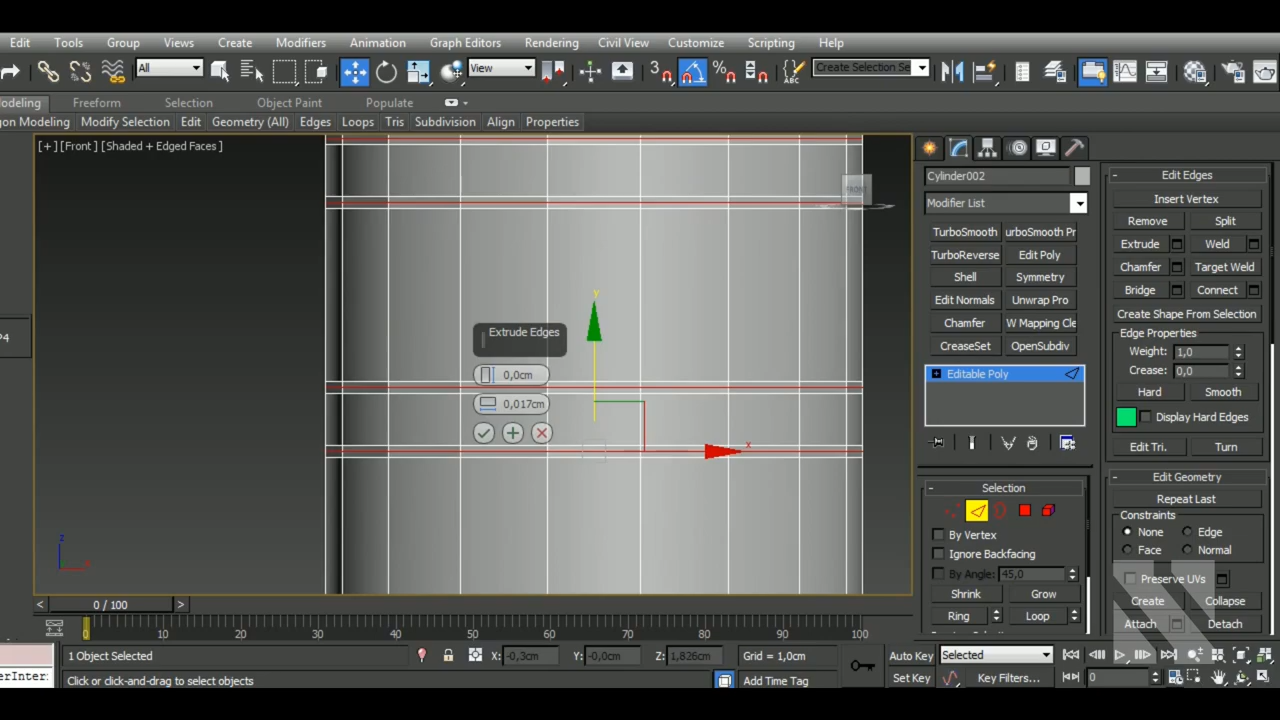 Edit Tools Group Views Create Modifiers Animation Graph Editors Rendering Civil View Customize Scripting Help
All View Create Selection Se
odeling Freeform Selection Object Paint Populate
gon Modeling Modify Selection Edit Geometry (All) Edges Loops Tris Subdivision Align Properties
[+] [Front ] [Shaded + Edged Faces ]
FRONT
Y
Extrude Edges
0,0cm
0,017cm
x
z
P4
Cylinder002
Modifier List
TurboSmooth urboSmooth Pr
TurboReverse Edit Poly
Shell Symmetry
Edit Normals Unwrap Pro
Chamfer W Mapping Cle
CreaseSet OpenSubdiv
Editable Poly
Selection
By Vertex
Ignore Backfacing
By Angle: 45,0
Shrink Grow
Ring Loop
Edit Edges
Insert Vertex
Remove Split
Extrude Weld
Chamfer Target Weld
Bridge Connect
Create Shape From Selection
Edge Properties
Weight: 1,0
Crease: 0,0
Hard Smooth
Display Hard Edges
Edit Tri. Turn
Edit Geometry
Repeat Last
Constraints
None Edge
Face Normal
Preserve UVs
Create Collapse
Attach Detach
< 0 / 100 >
0 10 20 30 40 50 60 70 80 90 100
1 Object Selected X: -0,3cm Y: -0,0cm Z: 1,826cm Grid = 1,0cm Auto Key Selected
erInter: Click or click-and-drag to select objects Add Time Tag Set Key Key Filters... 0